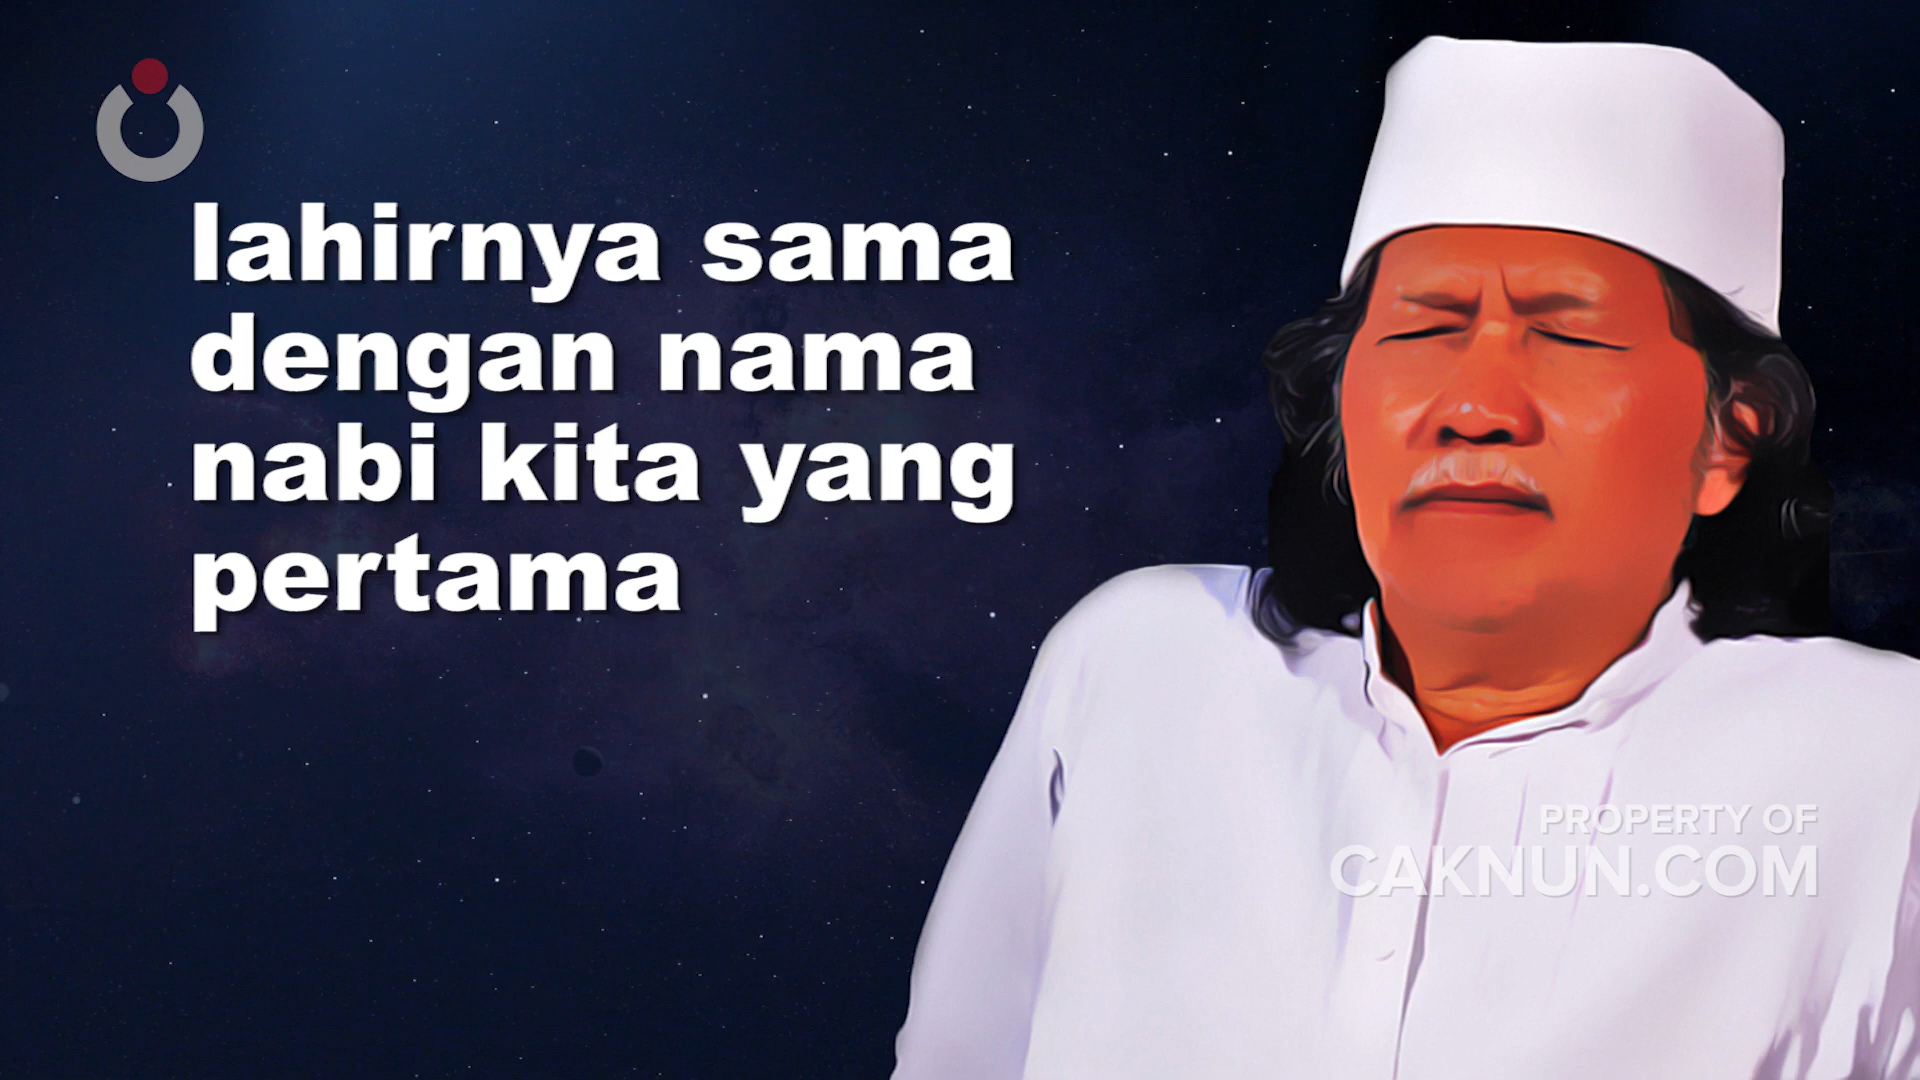 lahirnya sama
dengan nama
nabi kita yang
pertama
PROPERTY OF
CAKNUN.COM